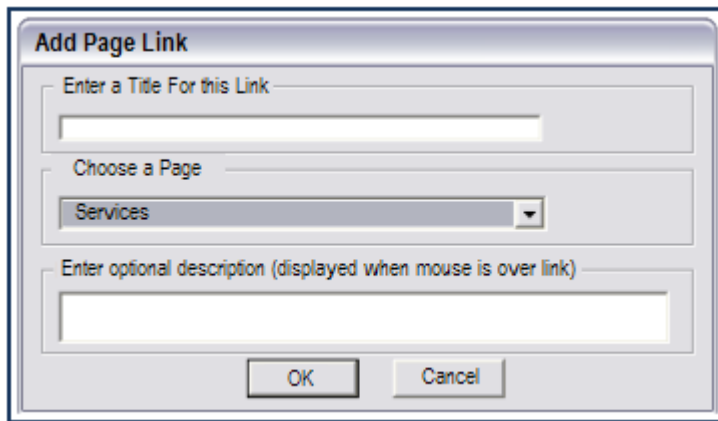 Add Page Link
Enter a Title For this Link
Choose a Page
Services
Enter optional description (displayed when mouse is over link)
OK Cancel